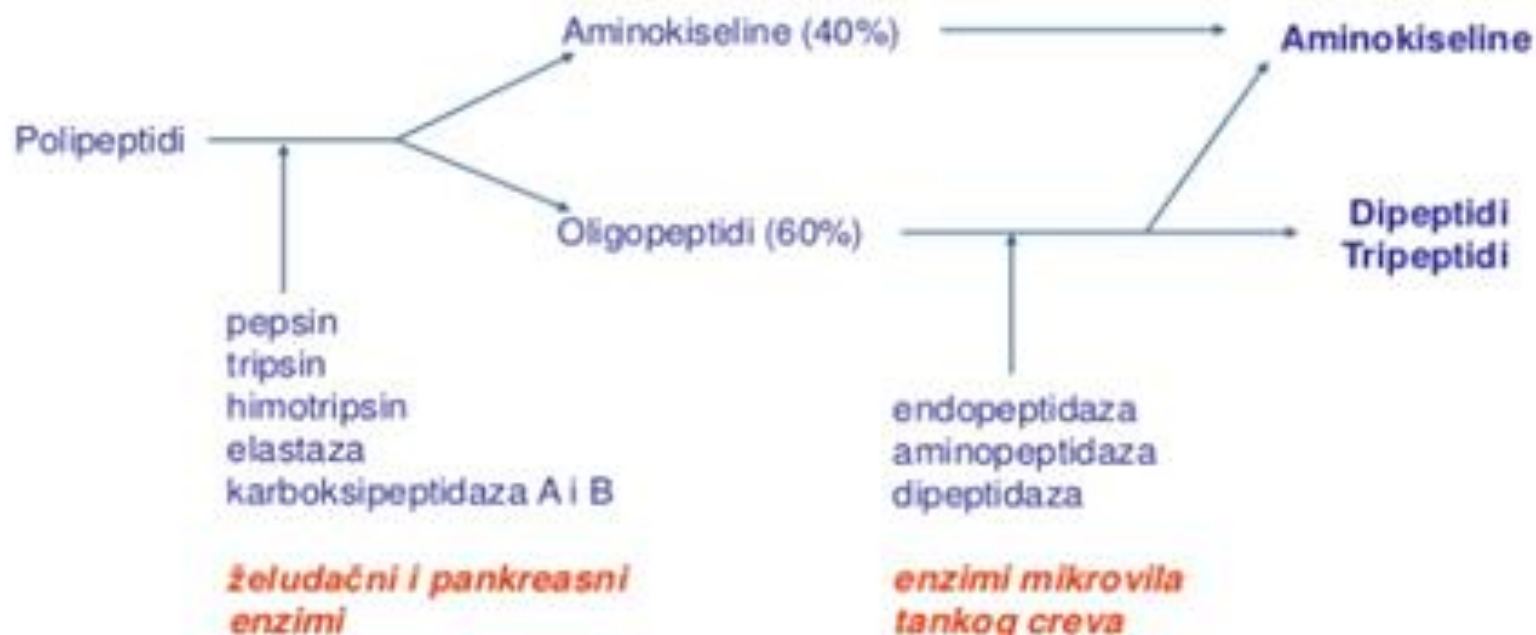 Aminokiseline (40%)
Aminokiseline
Polipeptidi
Oligopeptidi (60%)
Dipeptidi
Tripeptidi
pepsin
tripsin
himotripsin
elastaza
karboksipeptidaza A i B
endopeptidaza
aminopeptidaza
dipeptidaza
želudačni i pankreasni
enzimi
enzimi mikrovila
tankog creva